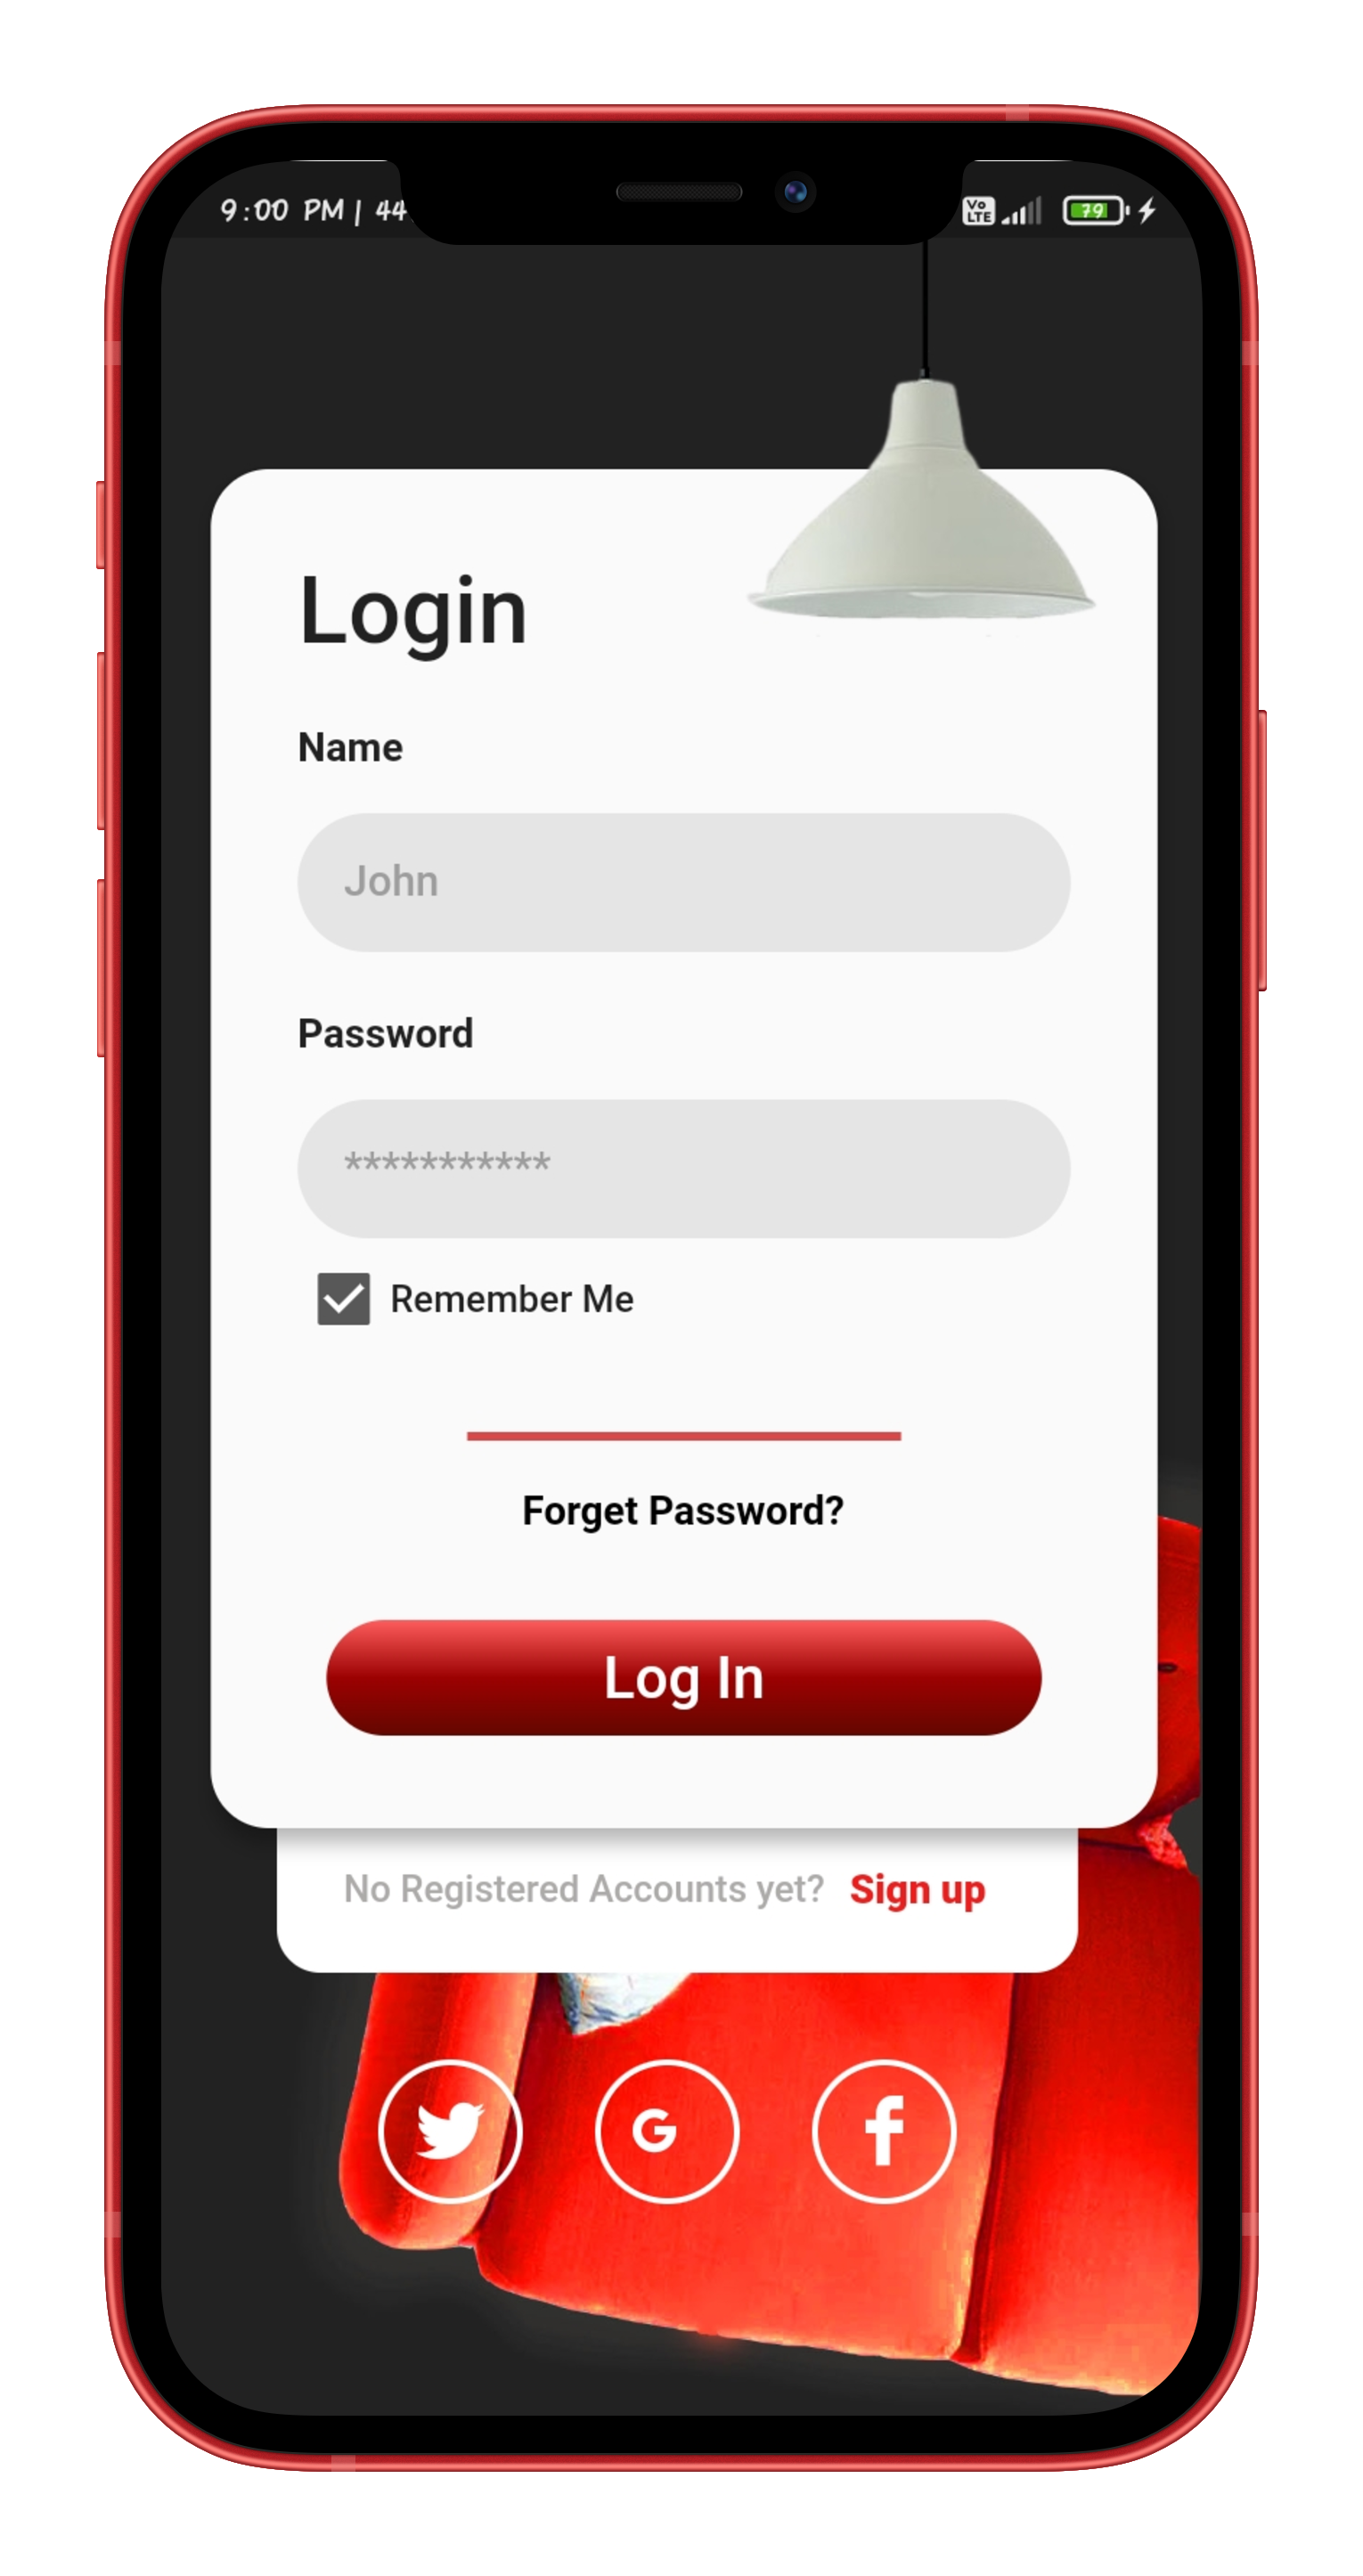 9:00 PM | 44
Vo LTE
79
Login
Name
John
Password
***********
Remember Me
Forget Password?
Log In
No Registered Accounts yet? Sign up
G
f